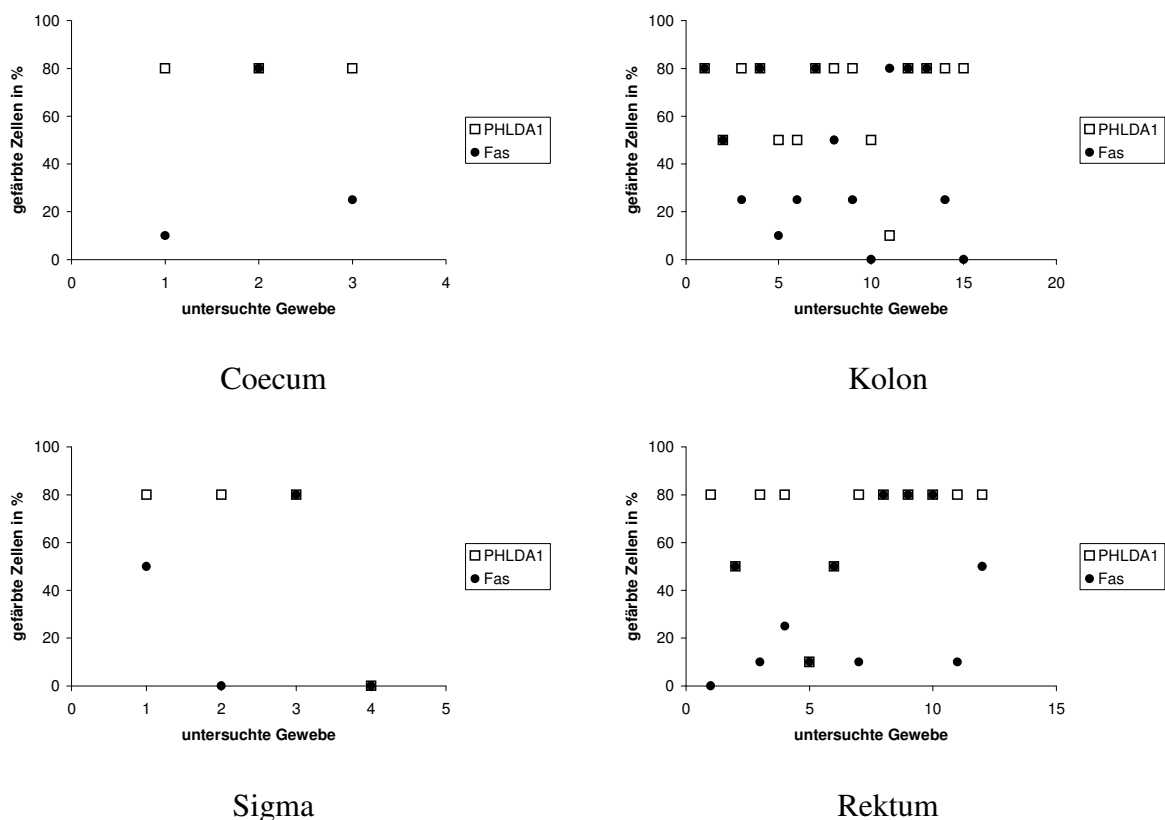 100
80
60
40
20
0
gefärbte Zellen in %
0 1 2 3 4
untersuchte Gewebe
PHLDA1
Fas
Coecum
100
80
60
40
20
0
gefärbte Zellen in %
0 5 10 15 20
untersuchte Gewebe
PHLDA1
Fas
Kolon
100
80
60
40
20
0
gefärbte Zellen in %
0 1 2 3 4 5
untersuchte Gewebe
PHLDA1
Fas
Sigma
100
80
60
40
20
0
gefärbte Zellen in %
0 5 10 15
untersuchte Gewebe
PHLDA1
Fas
Rektum